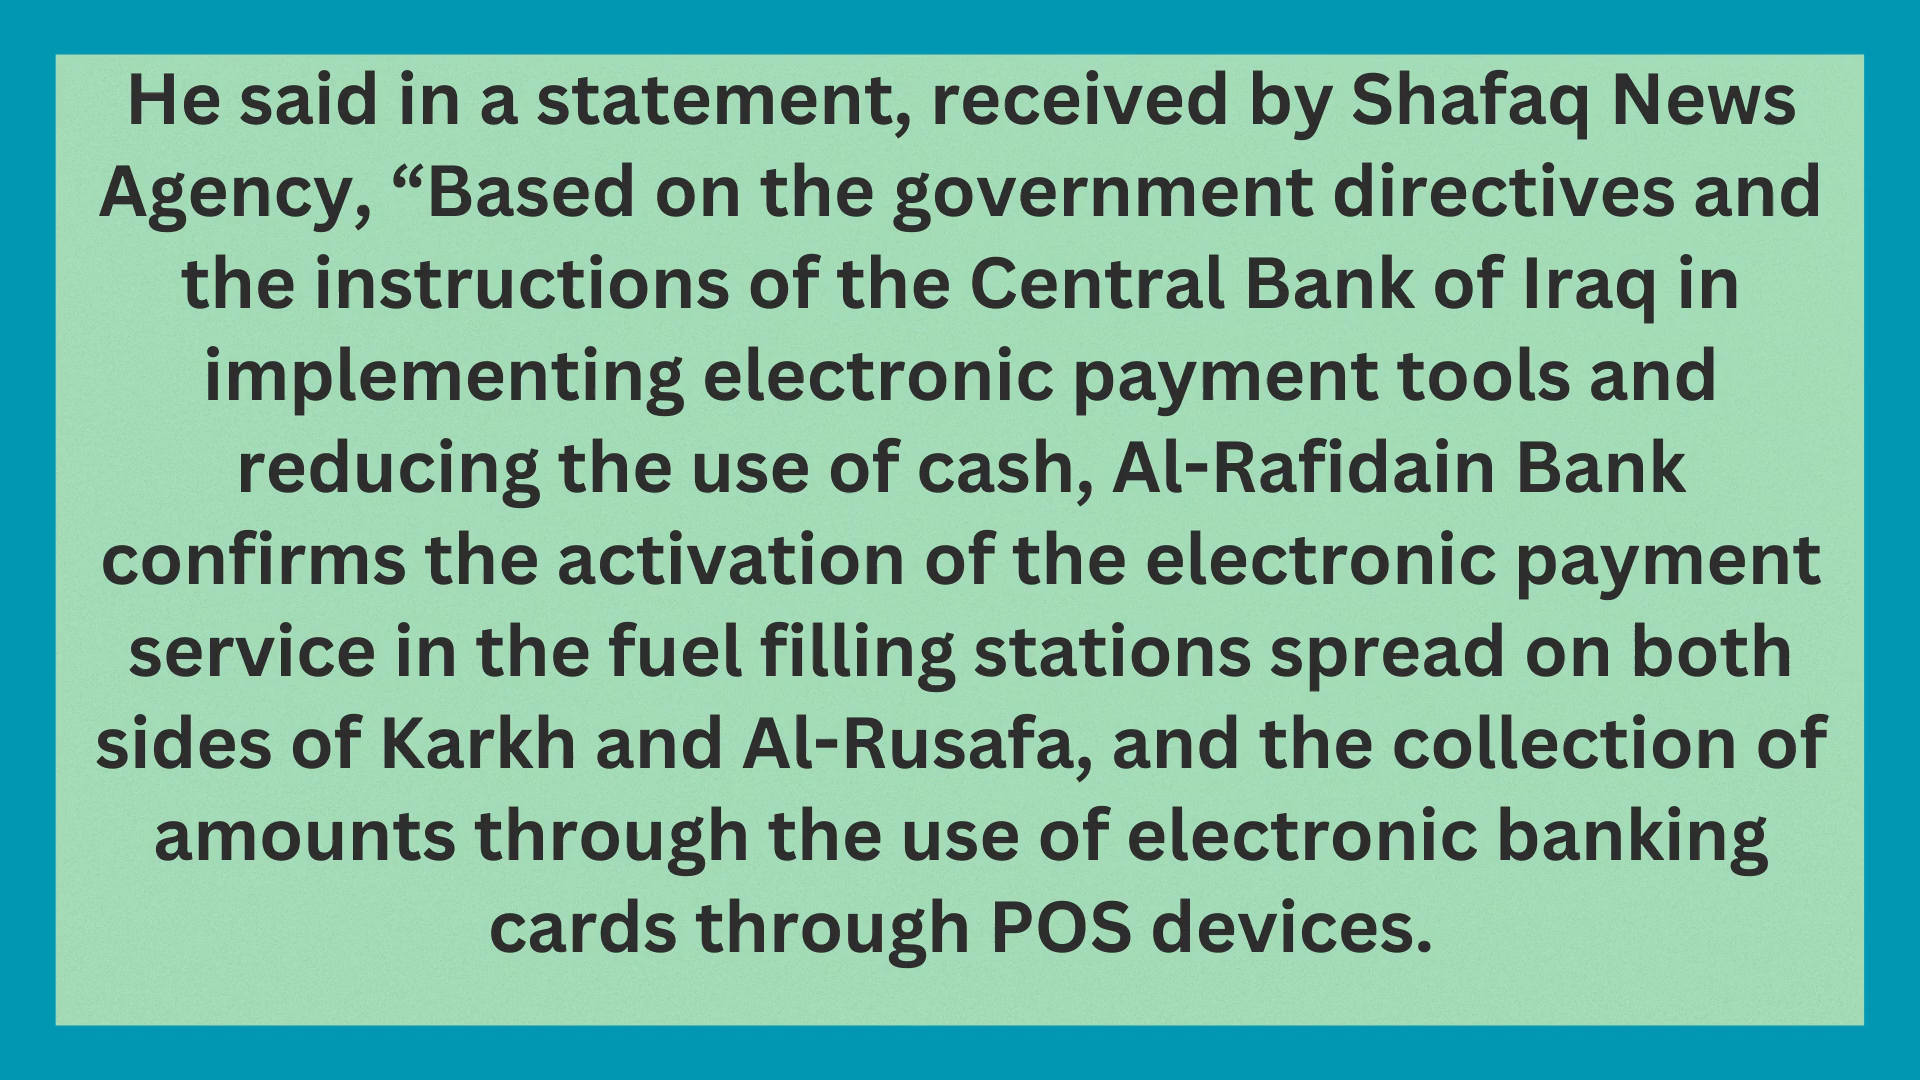 He said in a statement, received by Shafaq News
Agency, “Based on the government directives and
the instructions of the Central Bank of Iraq in
implementing electronic payment tools and
reducing the use of cash, Al-Rafidain Bank
confirms the activation of the electronic payment
service in the fuel filling stations spread on both
sides of Karkh and Al-Rusafa, and the collection of
amounts through the use of electronic banking
cards through POS devices.